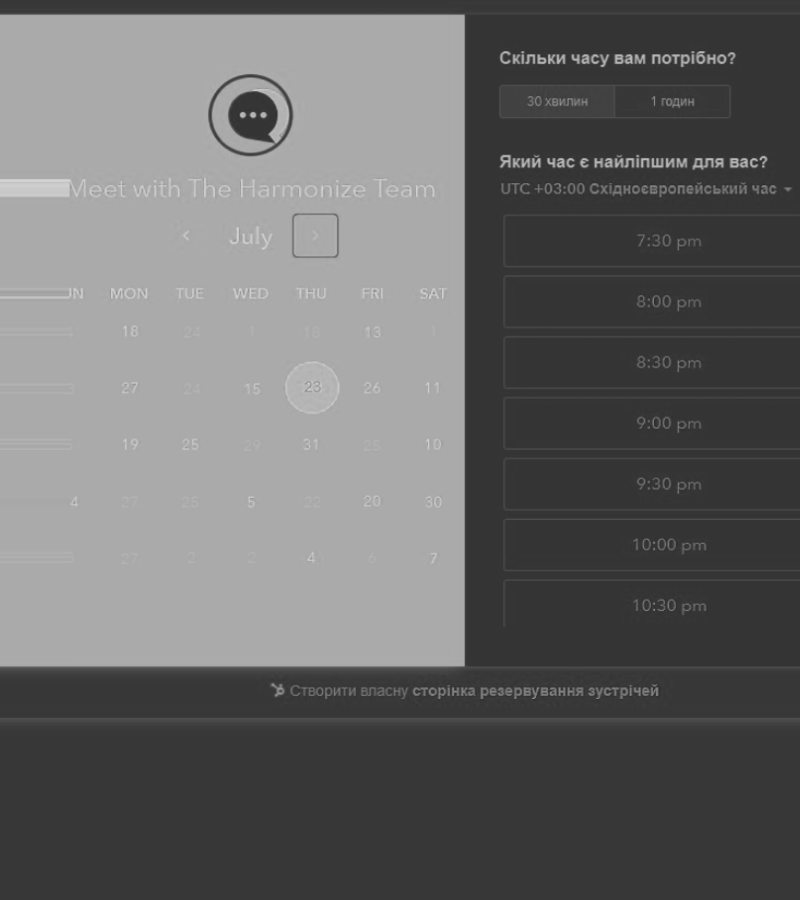 Meet with The Harmonize Team
July
UN MON TUE WED THU FRI SAT
18 24 1 18 13 1
27 24 15 23 26 11
19 25 29 31 25 10
4 27 25 5 22 20 30
27 2 2 4 6 7
Скільки часу вам потрібно?
30 хвилин 1 годин
Який час є найліпшим для вас?
UTC +03:00 Східноєвропейський час
7:30 pm
8:00 pm
8:30 pm
9:00 pm
9:30 pm
10:00 pm
10:30 pm
Створити власну сторінка резервування зустрічей